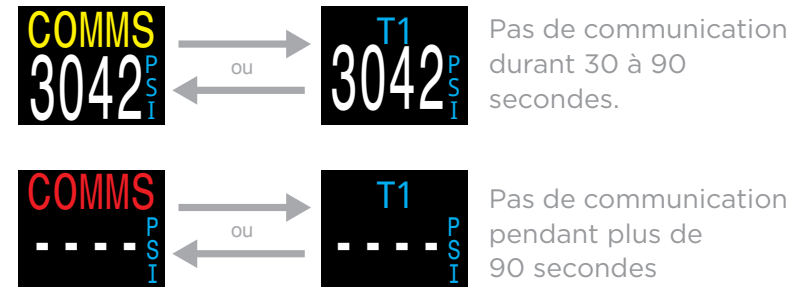 COMMS
3042 PSI
ou
T1
3042 PSI
Pas de communication
durant 30 à 90
secondes.
COMMS
---- PSI
ou
T1
---- PSI
Pas de communication
pendant plus de
90 secondes